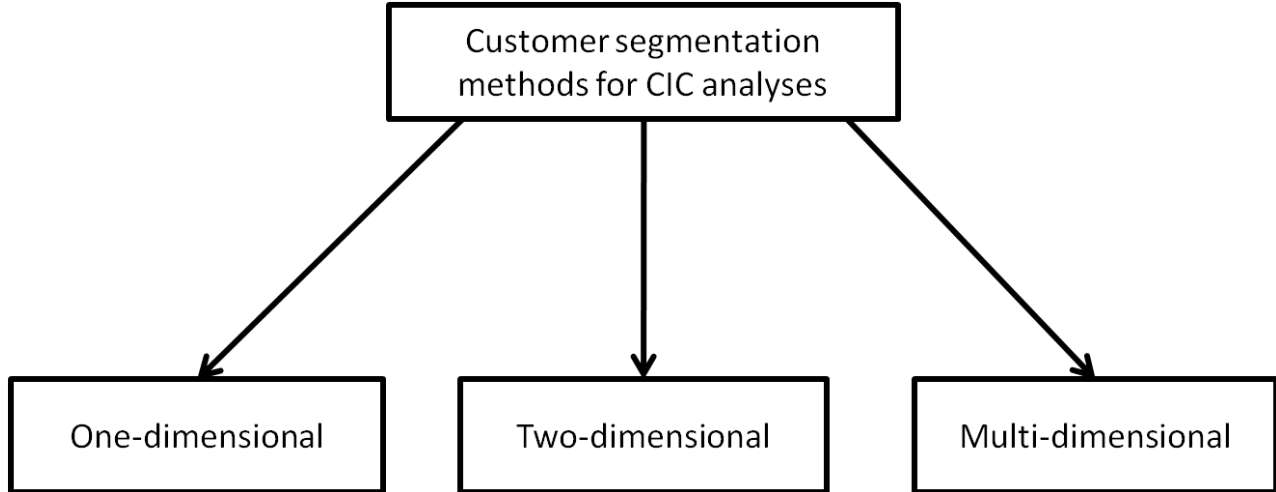 Customer segmentation
methods for CIC analyses
One-dimensional
Two-dimensional
Multi-dimensional